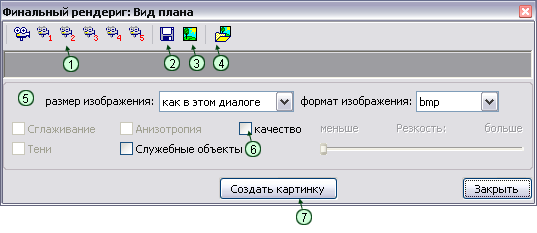 Финальный рендериг: Вид плана
1 2 3 4 5
1 2 3 4
5 размер изображения: как в этом диалоге формат изображения: bmp
Сглаживание Анизотропия качество меньше Резкость: больше
Тени Служебные объекты 6
Создать картинку Закрыть
7